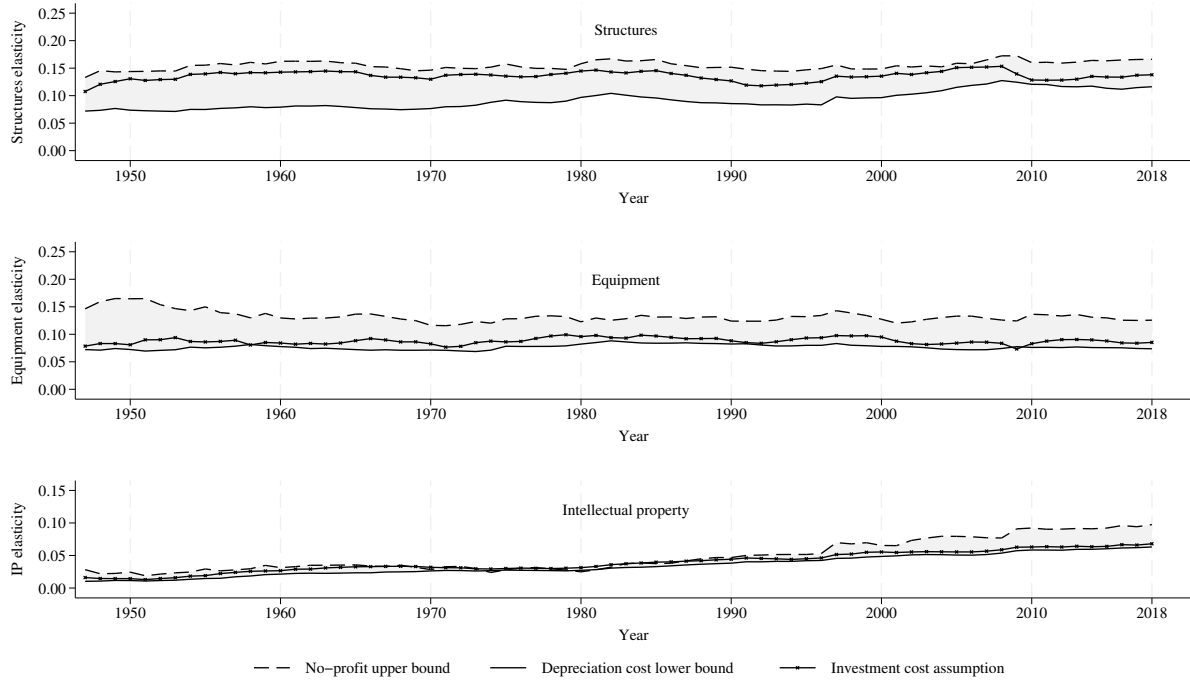 Structures elasticity
0.25
0.20
0.15
0.10
0.05
0.00
Structures
1950 1960 1970 1980 1990 2000 2010 2018
Year
Equipment elasticity
0.25
0.20
0.15
0.10
0.05
0.00
Equipment
1950 1960 1970 1980 1990 2000 2010 2018
Year
IP elasticity
0.15
0.10
0.05
0.00
Intellectual property
1950 1960 1970 1980 1990 2000 2010 2018
Year
No−profit upper bound Depreciation cost lower bound Investment cost assumption